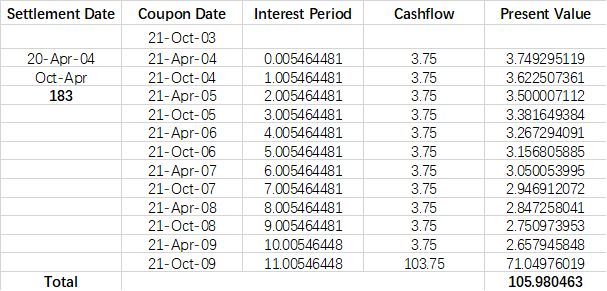 Settlement Date Coupon Date Interest Period Cashflow Present Value
21-Oct-03
20-Apr-04 21-Apr-04 0.005464481 3.75 3.749295119
Oct-Apr 21-Oct-04 1.005464481 3.75 3.622507361
183 21-Apr-05 2.005464481 3.75 3.500007112
21-Oct-05 3.005464481 3.75 3.381649384
21-Apr-06 4.005464481 3.75 3.267294091
21-Oct-06 5.005464481 3.75 3.156805885
21-Apr-07 6.005464481 3.75 3.050053995
21-Oct-07 7.005464481 3.75 2.946912072
21-Apr-08 8.005464481 3.75 2.847258041
21-Oct-08 9.005464481 3.75 2.750973953
21-Apr-09 10.00546448 3.75 2.657945848
21-Oct-09 11.00546448 103.75 71.04976019
Total 105.980463